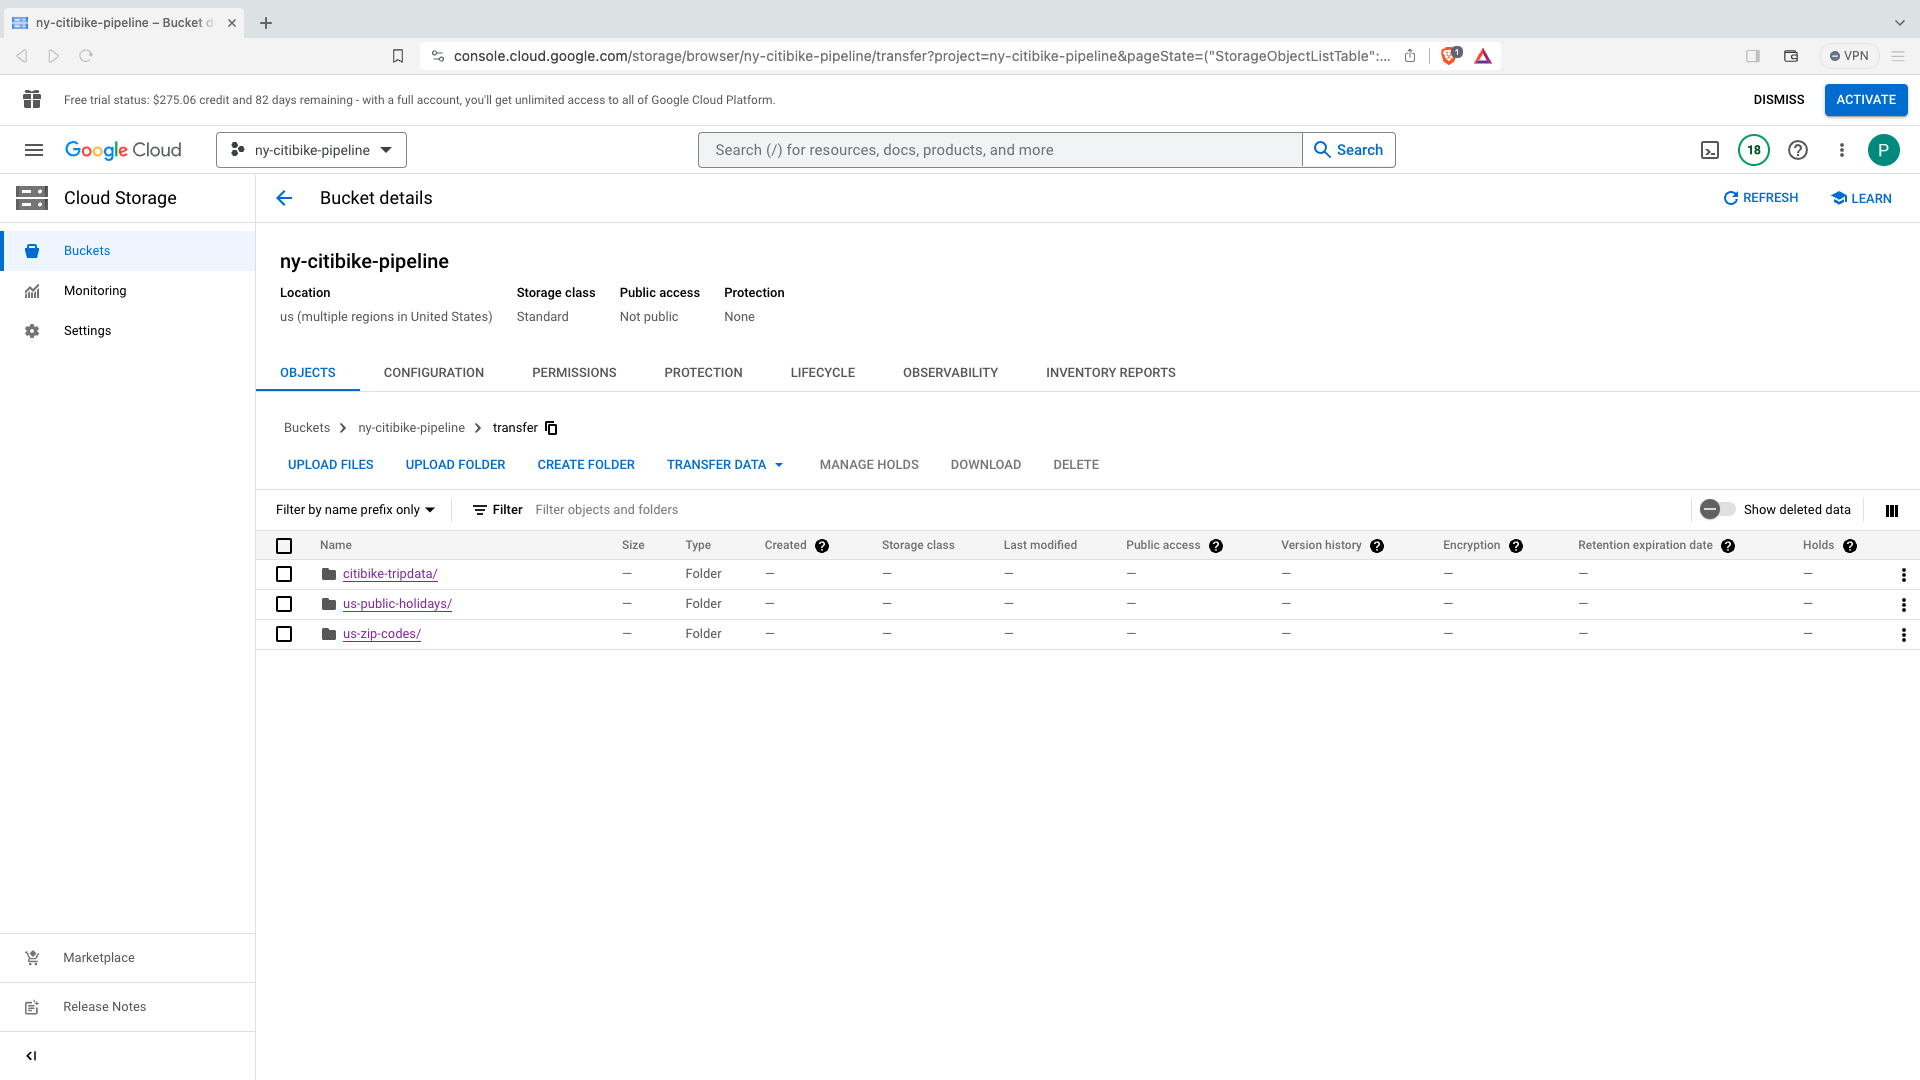 ny-citibike-pipeline – Bucket d
console.cloud.google.com/storage/browser/ny-citibike-pipeline/transfer?project=ny-citibike-pipeline&pageState=("StorageObjectListTable":...
1
VPN
Free trial status: $275.06 credit and 82 days remaining - with a full account, you'll get unlimited access to all of Google Cloud Platform.
DISMISS
ACTIVATE
Google Cloud
ny-citibike-pipeline
Search (/) for resources, docs, products, and more
Search
18
P
Cloud Storage
Bucket details
REFRESH
LEARN
Buckets
Monitoring
Settings
ny-citibike-pipeline
Location Storage class Public access Protection
us (multiple regions in United States) Standard Not public None
OBJECTS CONFIGURATION PERMISSIONS PROTECTION LIFECYCLE OBSERVABILITY INVENTORY REPORTS
Buckets > ny-citibike-pipeline > transfer
UPLOAD FILES UPLOAD FOLDER CREATE FOLDER TRANSFER DATA MANAGE HOLDS DOWNLOAD DELETE
Filter by name prefix only Filter Filter objects and folders Show deleted data
Name Size Type Created ? Storage class Last modified Public access ? Version history ? Encryption ? Retention expiration date ? Holds ?
citibike-tripdata/ — Folder — — — — — — — —
us-public-holidays/ — Folder — — — — — — — —
us-zip-codes/ — Folder — — — — — — — —
Marketplace
Release Notes